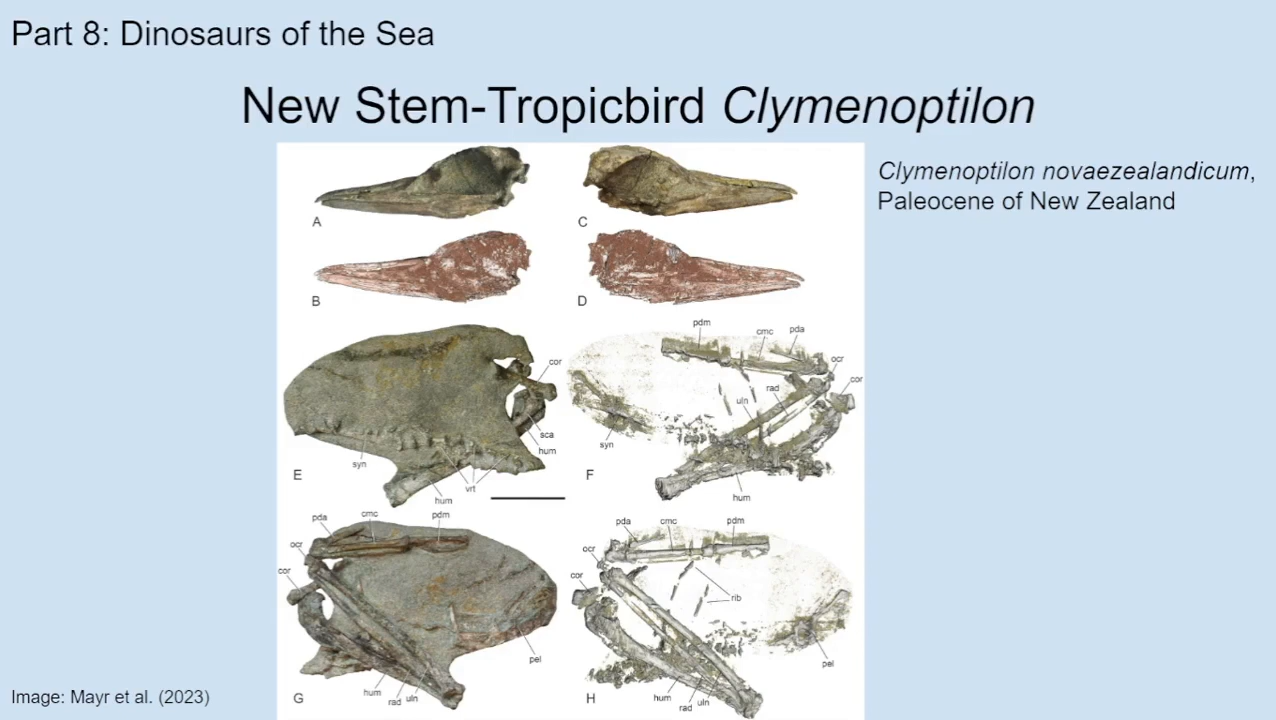 Part 8: Dinosaurs of the Sea
New Stem-Tropicbird Clymenoptilon
Clymenoptilon novaezealandicum,
Paleocene of New Zealand
A
C
B
D
pdm
cmc
pda
ocr
cor
cor
rad
uln
sca
hum
syn
syn
E
vrt
hum
F
hum
pda
cmc
pdm
ocr
cor
pel
hum
rad
uln
G
pda
cmc
pdm
ocr
cor
rib
pel
hum
rad
uln
H
Image: Mayr et al. (2023)